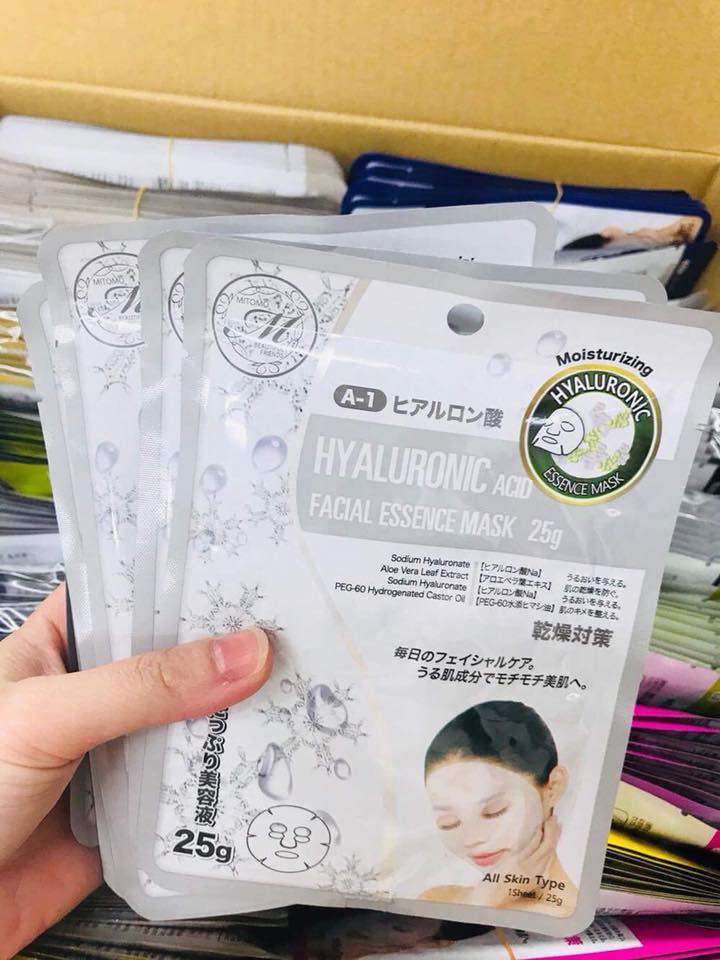 MITOMO
M
BEAUTIFUL
FRIENDS
Moisturizing
HYALURONIC
ESSENCE MASK
A-1 ヒアルロン酸
HYALURONIC ACID
FACIAL ESSENCE MASK 25g
Sodium Hyaluronate 【ヒアルロン酸Na】 うるおいを与える。
Aloe Vera Leaf Extract 【アロエベラ葉エキス】 肌の乾燥を防ぐ。
Sodium Hyaluronate 【ヒアルロン酸Na】 うるおいを与える。
PEG-60 Hydrogenated Castor Oil 【PEG-60水添ヒマシ油】 肌のキメを整える。
乾燥対策
毎日のフェイシャルケア。
うる肌成分でモチモチ美肌へ。
っぷり美容液
25g
All Skin Type
1Sheet / 25g
MITOMO